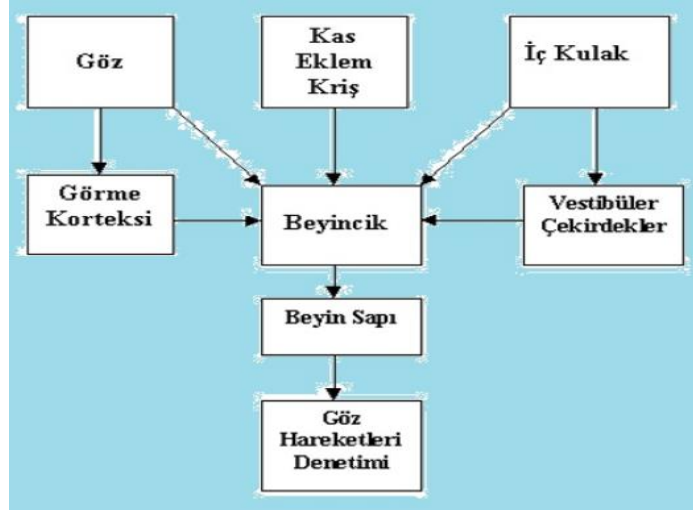 Göz
Kas
Eklem
Kriş
İç Kulak
Görme
Korteksi
Beyincik
Vestibüler
Çekirdekler
Beyin Sapı
Göz
Hareketleri
Denetimi